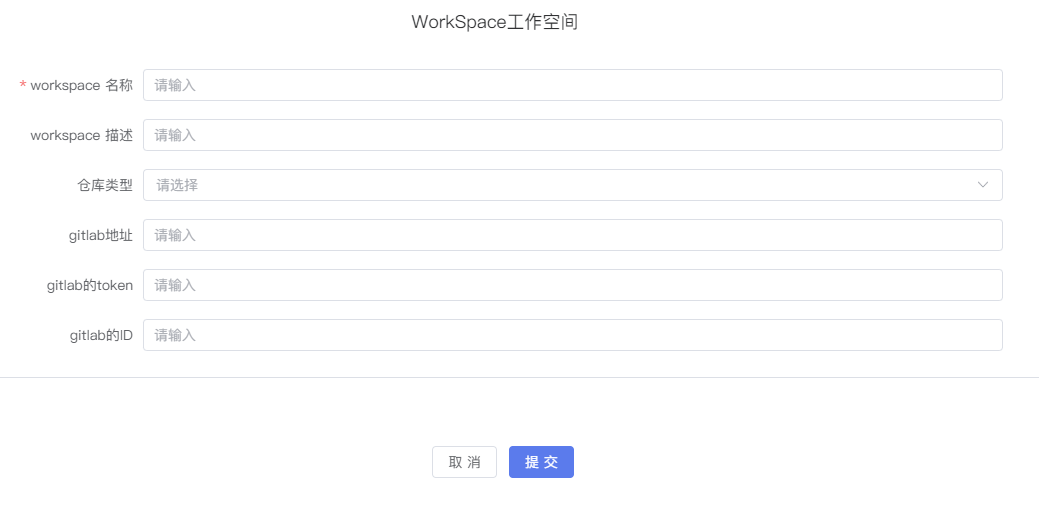 WorkSpace工作空间
* workspace 名称 请输入
workspace 描述 请输入
仓库类型 请选择
gitlab地址 请输入
gitlab的token 请输入
gitlab的ID 请输入
取 消 提 交